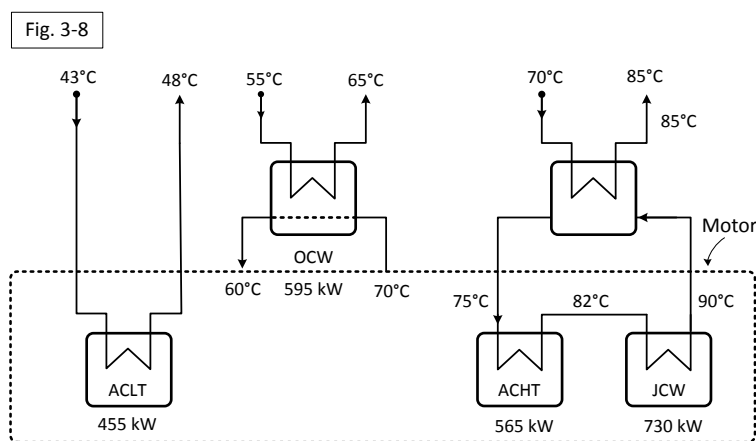 Fig. 3-8
43°C
48°C
55°C
65°C
70°C
85°C
85°C
OCW
Motor
60°C
595 kW
70°C
75°C
82°C
90°C
ACLT
ACHT
JCW
455 kW
565 kW
730 kW